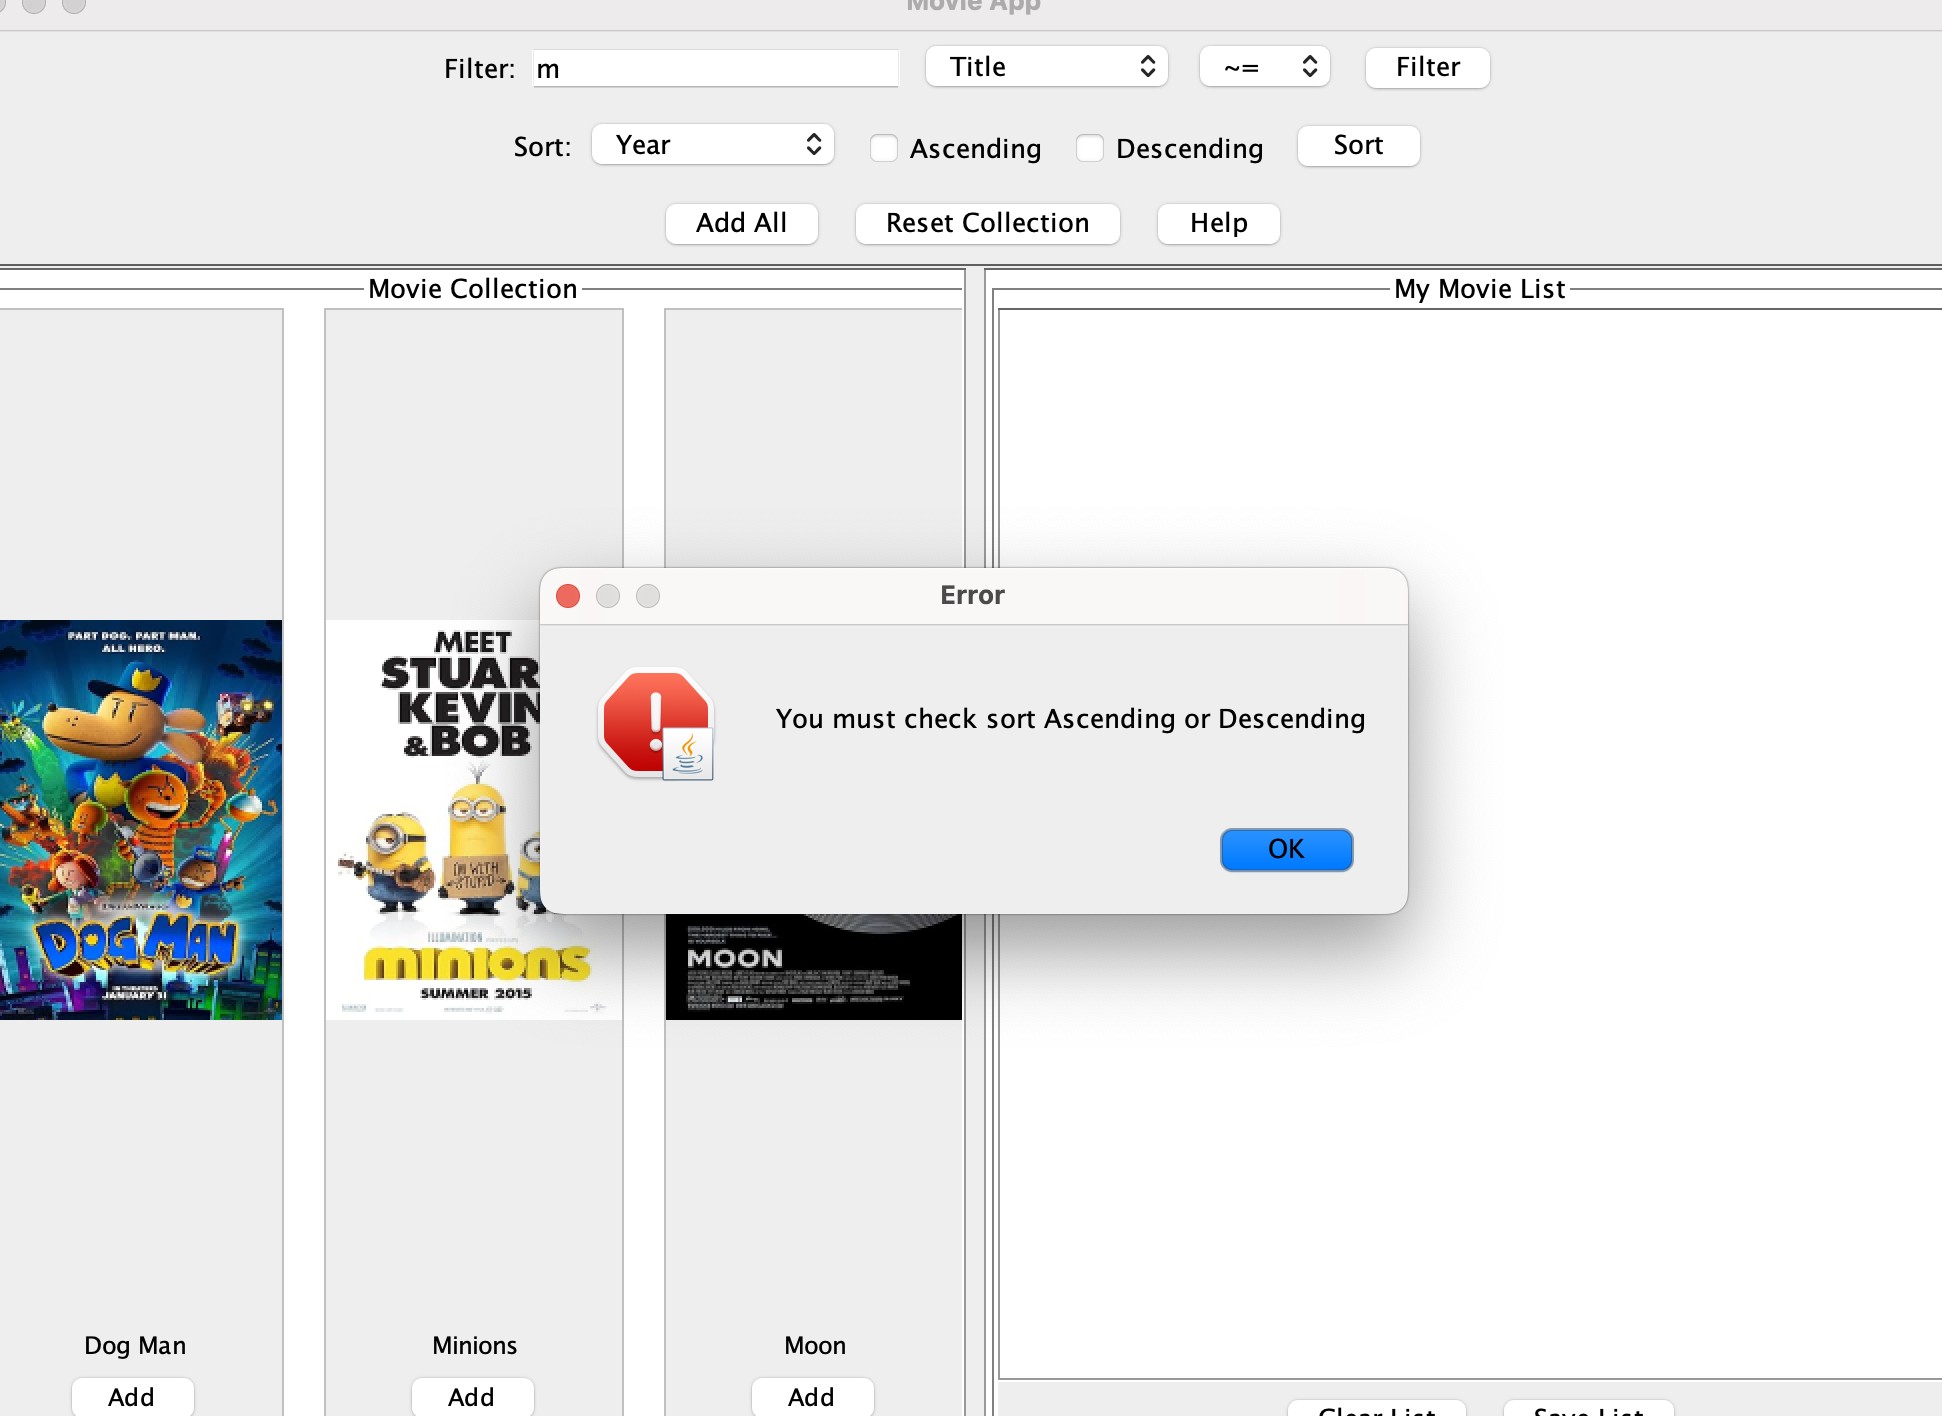 Movie App
Filter: m Title ~= Filter
Sort: Year Ascending Descending Sort
Add All Reset Collection Help
Movie Collection
My Movie List
Error
You must check sort Ascending or Descending
OK
PART DOG. PART MAN.
ALL HERO.
DOG MAN
IN THEATERS
JANUARY 31
MEET
STUAR
KEVIN
&BOB
I'M WITH
STUPID
ILLUMINATION
minions
SUMMER 2015
MOON
Dog Man
Minions
Moon
Add
Add
Add
Clear List
Save List